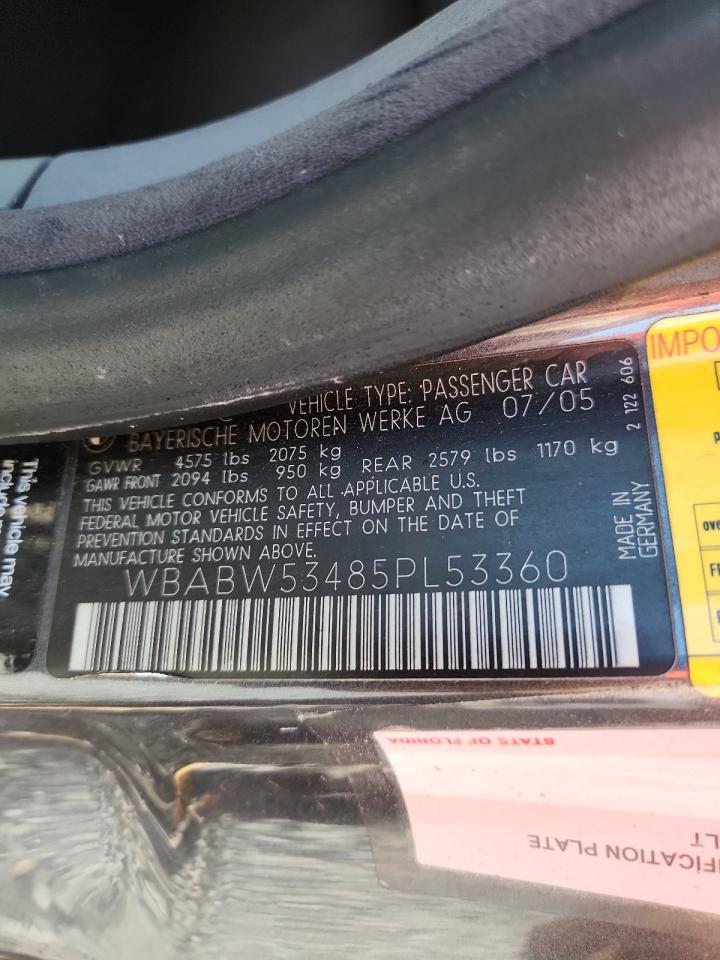 VEHICLE TYPE: PASSENGER CAR
BAYERISCHE MOTOREN WERKE AG 07/05
GVWR 4575 lbs 2075 kg
GAWR FRONT 2094 lbs 950 kg REAR 2579 lbs 1170 kg
THIS VEHICLE CONFORMS TO ALL APPLICABLE U.S.
FEDERAL MOTOR VEHICLE SAFETY, BUMPER AND THEFT
PREVENTION STANDARDS IN EFFECT ON THE DATE OF
MANUFACTURE SHOWN ABOVE.
WBABW53485PL53360
2 122 606
MADE IN
GERMANY
This vehicle may
IMPO
ove
STATE OF FLORIDA
IFICATION PLATE
LT